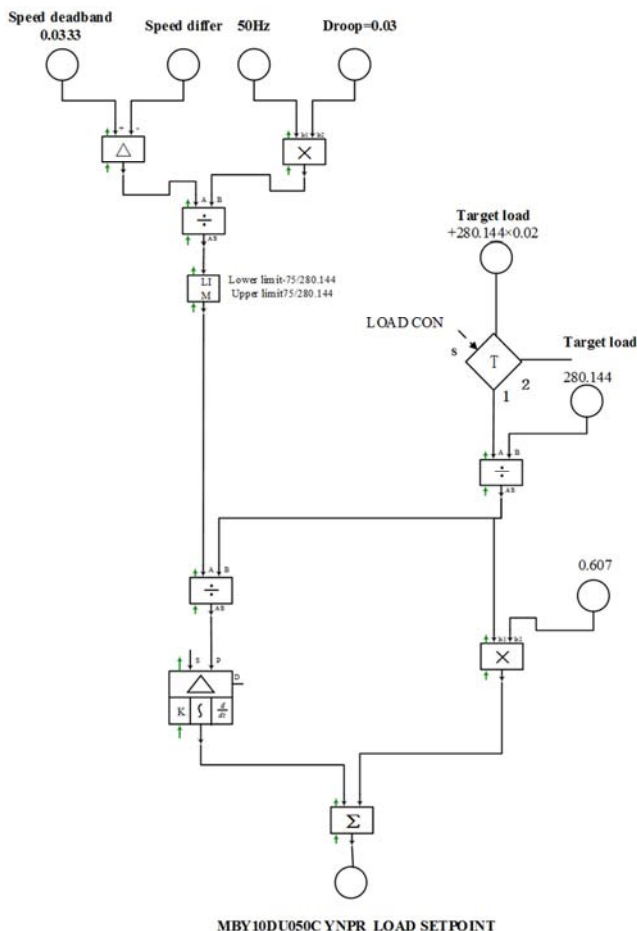 Speed deadband
0.0333
Speed differ
50Hz
Droop=0.03
A B
÷
AB
LI
M
Lower limit-75/280.144
Upper limit75/280.144
Target load
+280.144×0.02
LOAD CON
s
T
2
1
Target load
280.144
A B
÷
AB
A B
÷
AB
0.607
×
S P
D
K ∫ d/dt
Σ
MBY10DU050C YNPR LOAD SETPOINT